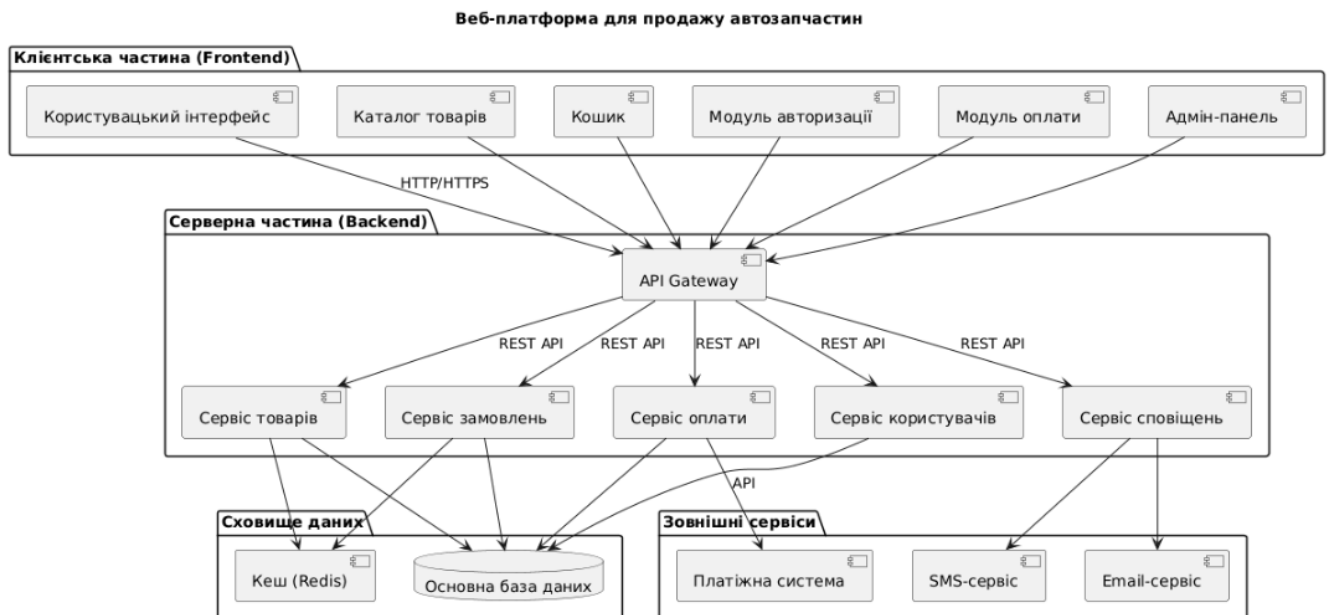 Веб-платформа для продажу автозапчастин
Клієнтська частина (Frontend)
Користувацький інтерфейс
Каталог товарів
Кошик
Модуль авторизації
Модуль оплати
Адмін-панель
HTTP/HTTPS
Серверна частина (Backend)
API Gateway
REST API
REST API
REST API
REST API
REST API
Сервіс товарів
Сервіс замовлень
Сервіс оплати
Сервіс користувачів
Сервіс сповіщень
API
Сховище даних
Зовнішні сервіси
Кеш (Redis)
Основна база даних
Платіжна система
SMS-сервіс
Email-сервіс